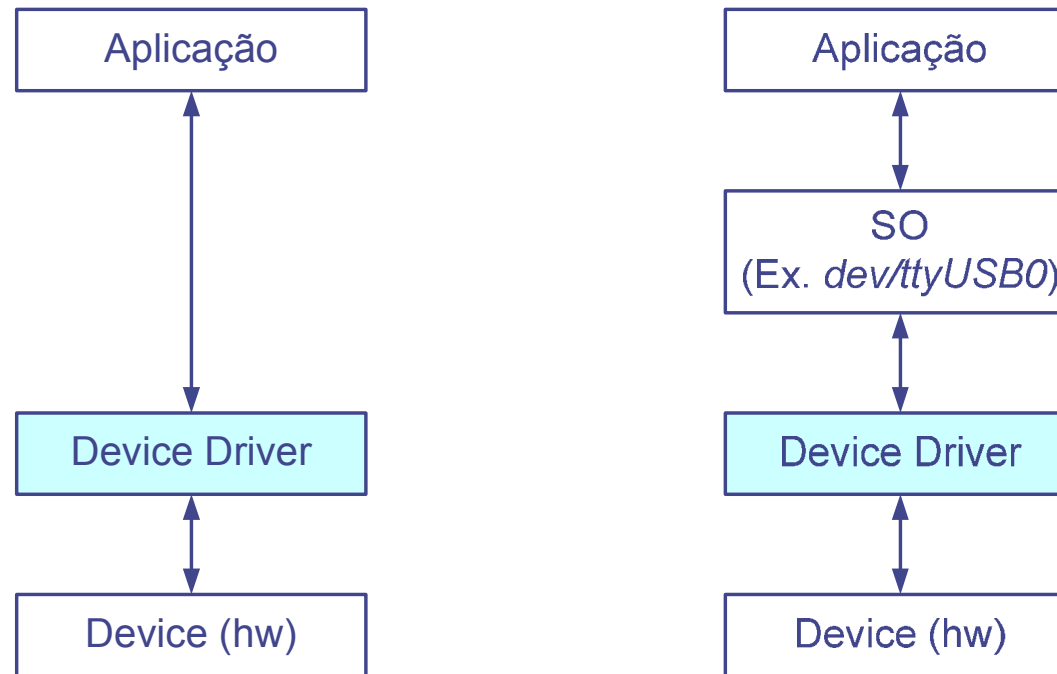 Aplicação
Device Driver
Device (hw)
Aplicação
SO
(Ex. dev/ttyUSB0)
Device Driver
Device (hw)